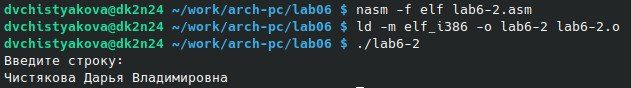 dvchistyakova@dk2n24 ~/work/arch-pc/lab06 $ nasm -f elf lab6-2.asm
dvchistyakova@dk2n24 ~/work/arch-pc/lab06 $ ld -m elf_i386 -o lab6-2 lab6-2.o
dvchistyakova@dk2n24 ~/work/arch-pc/lab06 $ ./lab6-2
Введите строку:
Чистякова Дарья Владимировна